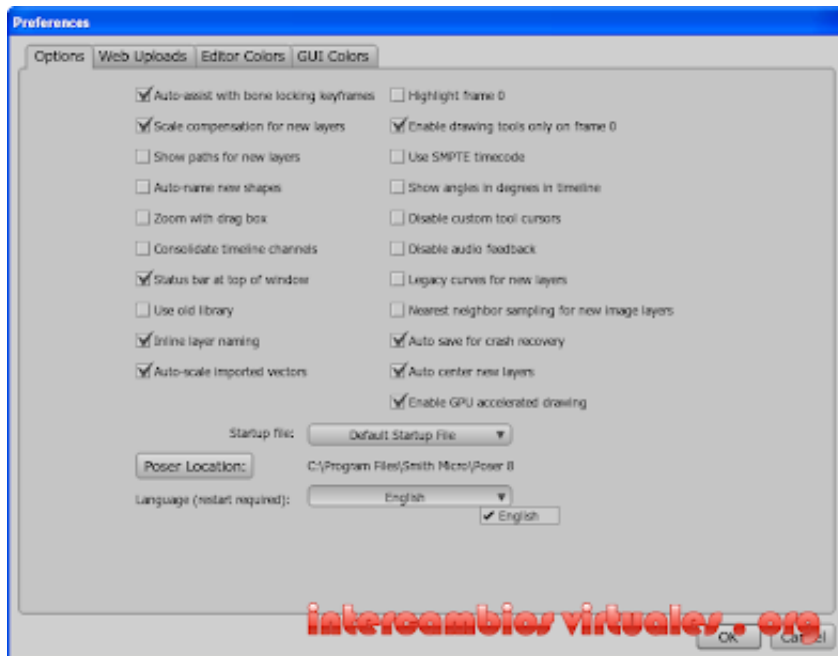 Preferences
Options Web Uploads Editor Colors GUI Colors
Auto-assist with bone locking keyframes Highlight frame 0
Scale compensation for new layers Enable drawing tools only on frame 0
Show paths for new layers Use SMPTE timecode
Auto-name new shapes Show angles in degrees in timeline
Zoom with drag box Disable custom tool cursors
Consolidate timeline channels Disable audio feedback
Status bar at top of window Legacy curves for new layers
Use old library Nearest neighbor sampling for new image layers
Inline layer naming Auto save for crash recovery
Auto-scale imported vectors Auto center new layers
Enable GPU accelerated drawing
Startup file: Default Startup File
Poser Location: C:\Program Files\Smith Micro\Poser 8
Language (restart required): English
English
intercambios virtuales . org
OK Cancel